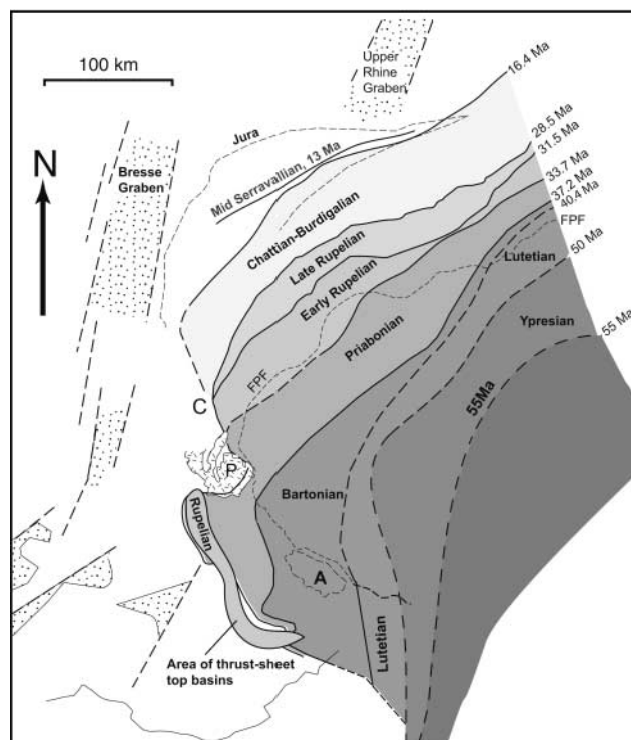 100 km
N
Upper
Rhine
Graben
16.4 Ma
Jura
28.5 Ma
31.5 Ma
Mid Serravallian, 13 Ma
Bresse
Graben
33.7 Ma
37.2 Ma
40.4 Ma
FPF
Chattian-Burdigalian
Late Rupelian
Lutetian
50 Ma
Early Rupelian
Ypresian
Priabonian
55 Ma
FPF
55Ma
C
P
Bartonian
Rupelian
A
Lutetian
Area of thrust-sheet
top basins